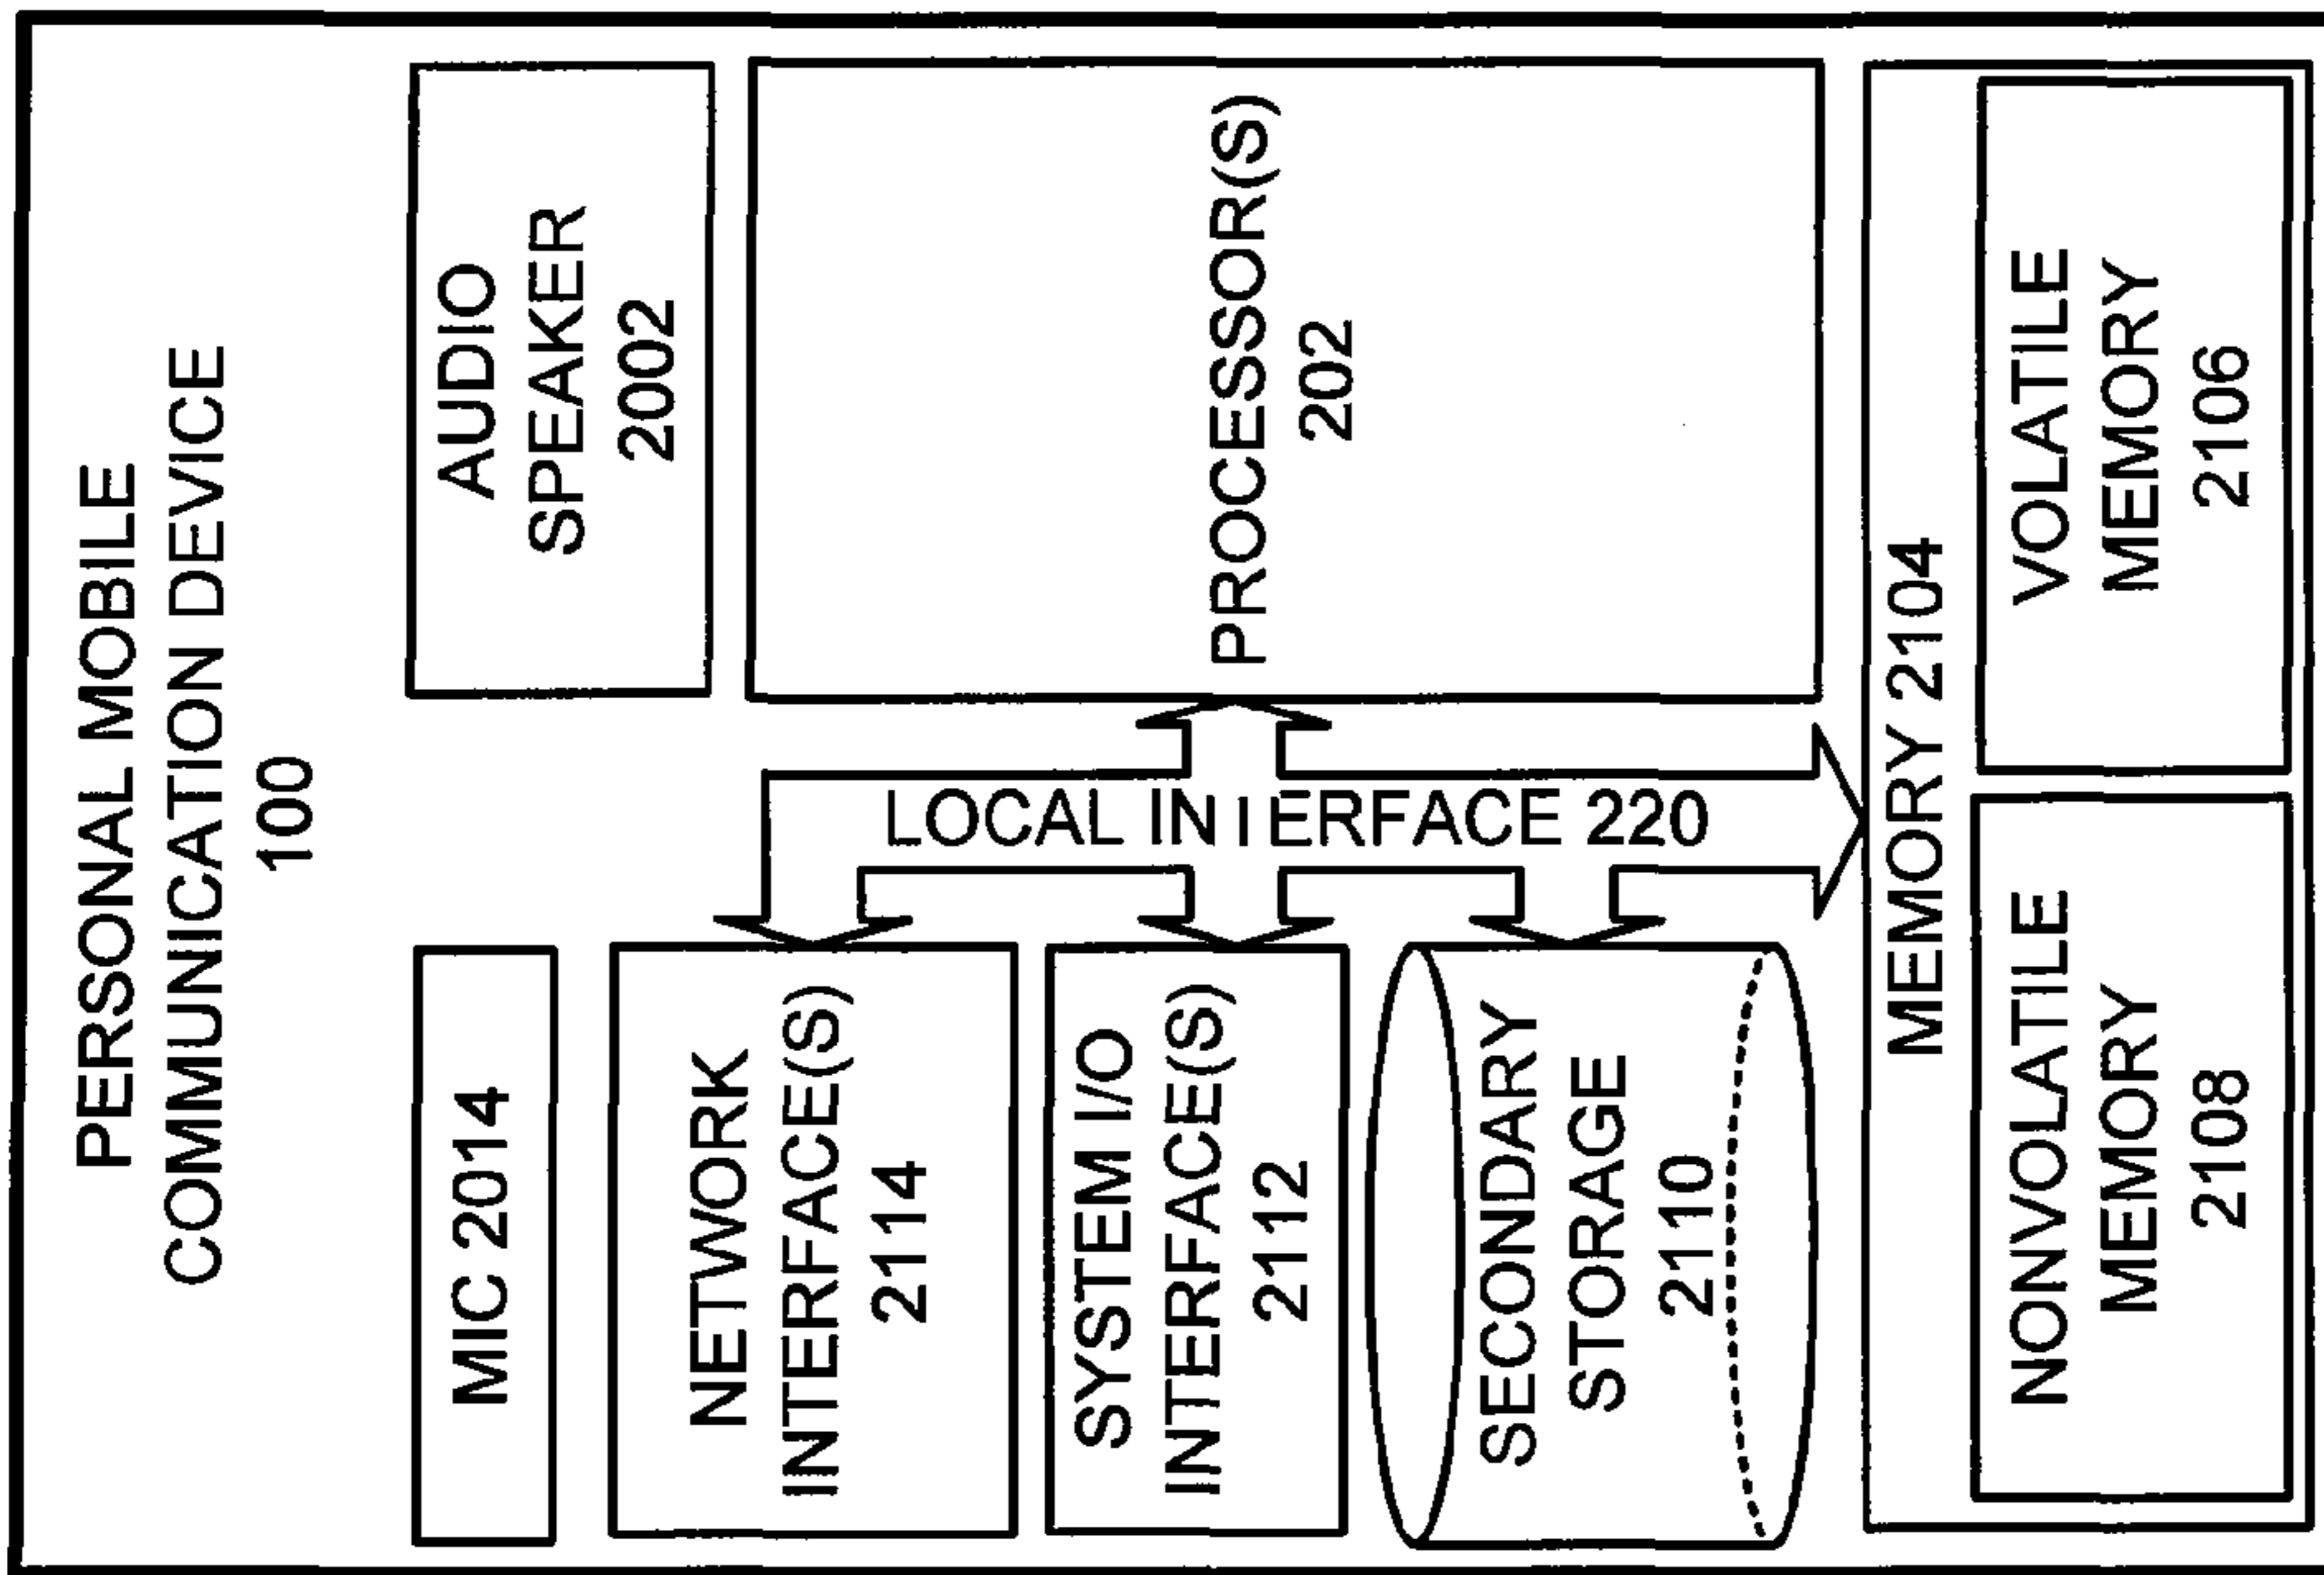 PERSONAL MOBILE
COMMUNICATION DEVICE
100
MIC 2014
AUDIO
SPEAKER
2002
NETWORK
INTERFACE(S)
2114
SYSTEM I/O
INTERFACE(S)
2112
SECONDARY
STORAGE
2110
LOCAL INTERFACE 220
PROCESSOR(S)
202
MEMORY 2104
NONVOLATILE
MEMORY
2108
VOLATILE
MEMORY
2106